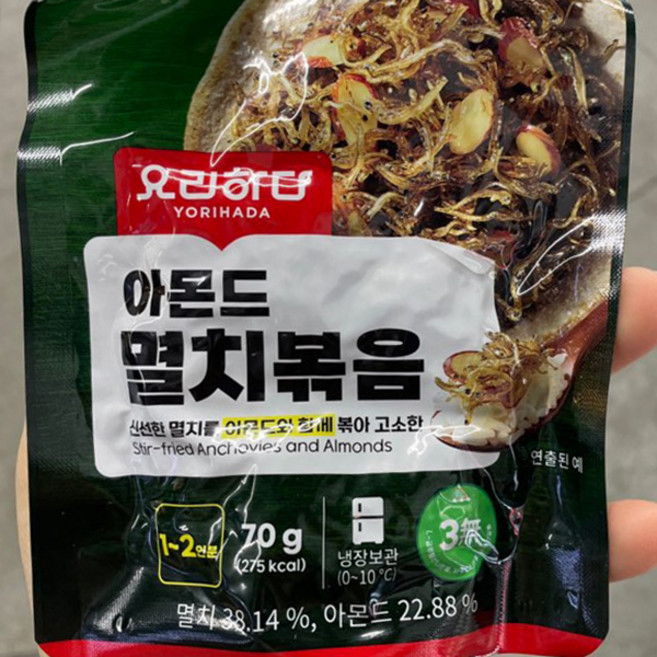 요리하다
YORIHADA
아몬드
멸치볶음
신선한 멸치를 아몬드와 함께 볶아 고소한
Stir-fried Anchovies and Almonds
연출된 예
1~2인분
70 g
(275 kcal)
냉장보관
(0~10 ℃)
멸치 38.14 %, 아몬드 22.88 %